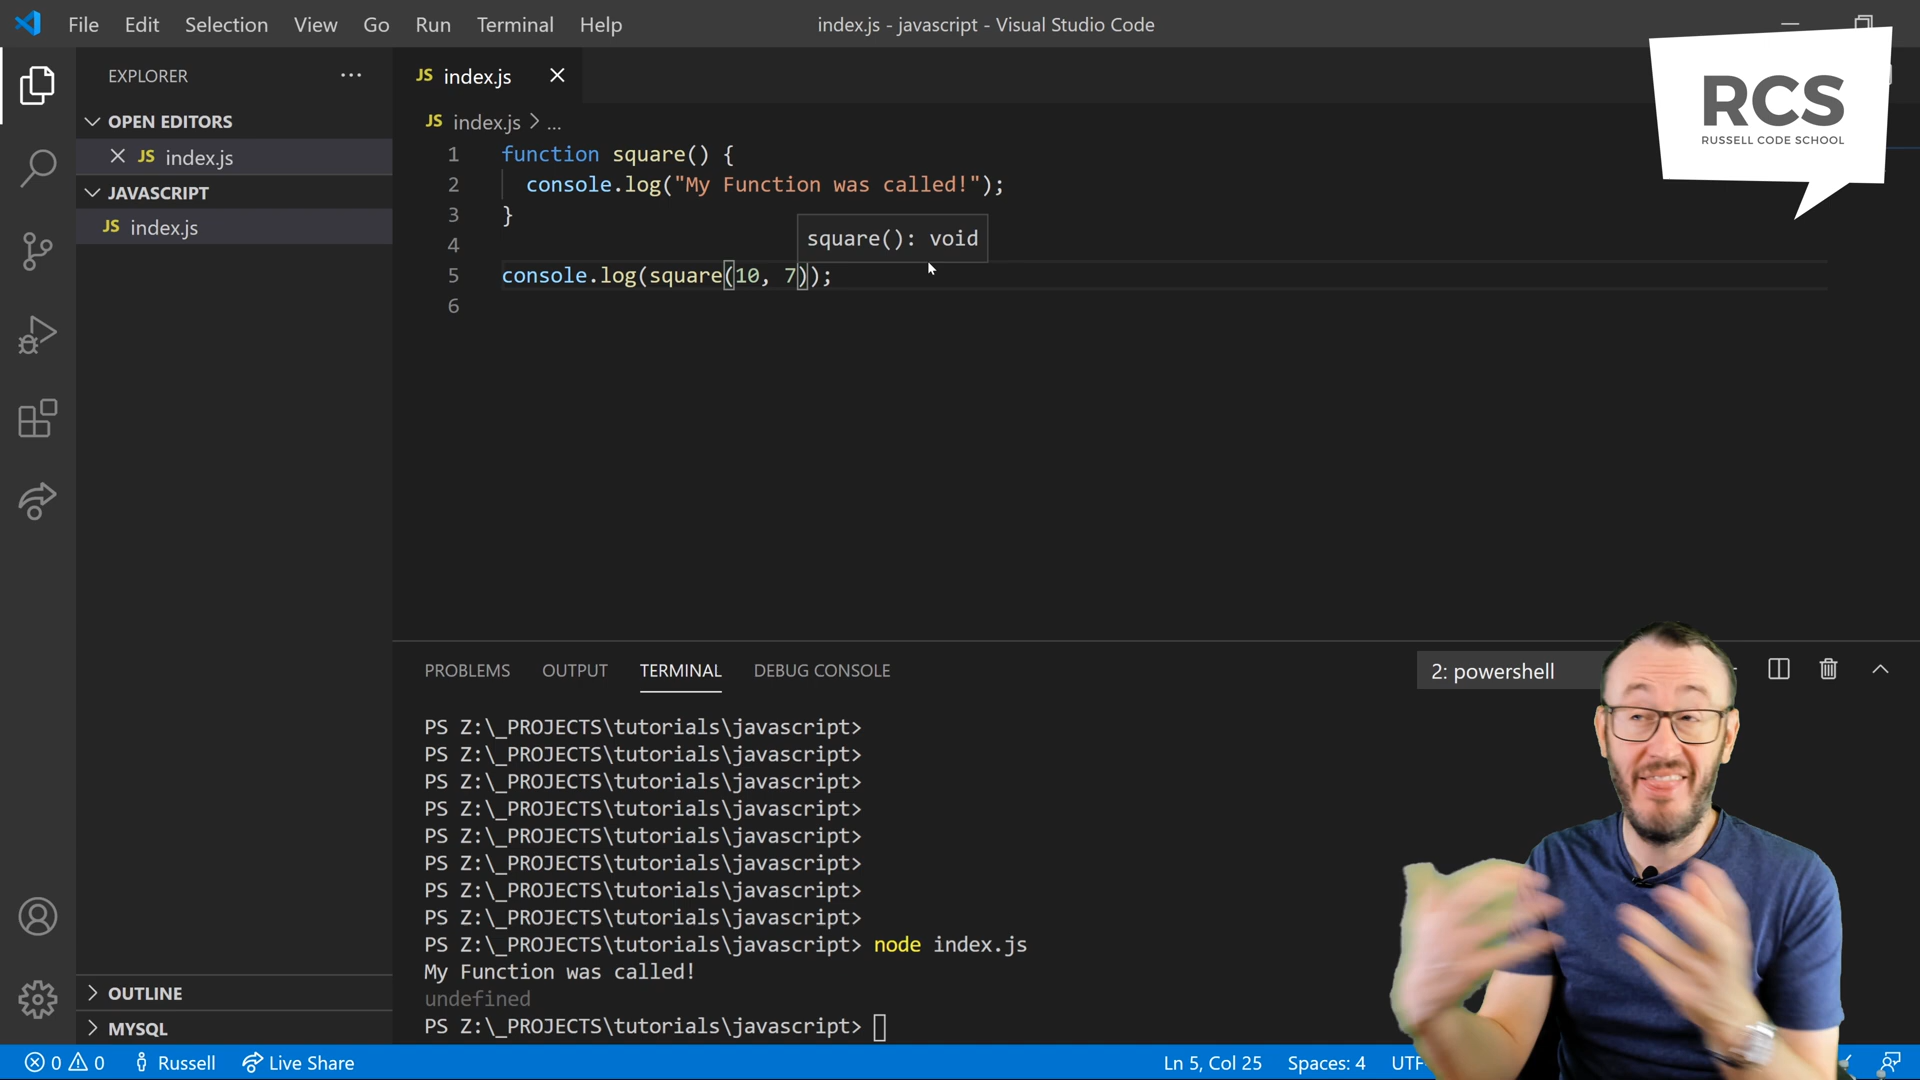 File Edit Selection View Go Run Terminal Help
index.js - javascript - Visual Studio Code
RCS
RUSSELL CODE SCHOOL
EXPLORER
OPEN EDITORS
JS index.js
JAVASCRIPT
JS index.js
OUTLINE
MYSQL
JS index.js
JS index.js > ...
1 function square() {
2 console.log("My Function was called!");
3 }
4
square(): void
5 console.log(square(10, 7));
6
PROBLEMS OUTPUT TERMINAL DEBUG CONSOLE
2: powershell
PS Z:\_PROJECTS\tutorials\javascript>
PS Z:\_PROJECTS\tutorials\javascript>
PS Z:\_PROJECTS\tutorials\javascript>
PS Z:\_PROJECTS\tutorials\javascript>
PS Z:\_PROJECTS\tutorials\javascript>
PS Z:\_PROJECTS\tutorials\javascript>
PS Z:\_PROJECTS\tutorials\javascript>
PS Z:\_PROJECTS\tutorials\javascript>
PS Z:\_PROJECTS\tutorials\javascript> node index.js
My Function was called!
undefined
PS Z:\_PROJECTS\tutorials\javascript>
0 0 Russell Live Share
Ln 5, Col 25 Spaces: 4